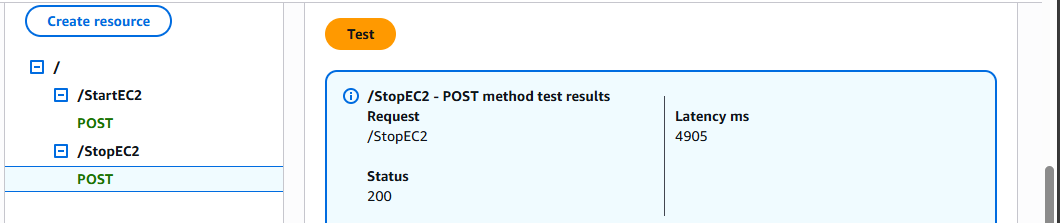 Create resource
/
/StartEC2
POST
/StopEC2
POST
Test
/StopEC2 - POST method test results
Request
/StopEC2
Latency ms
4905
Status
200